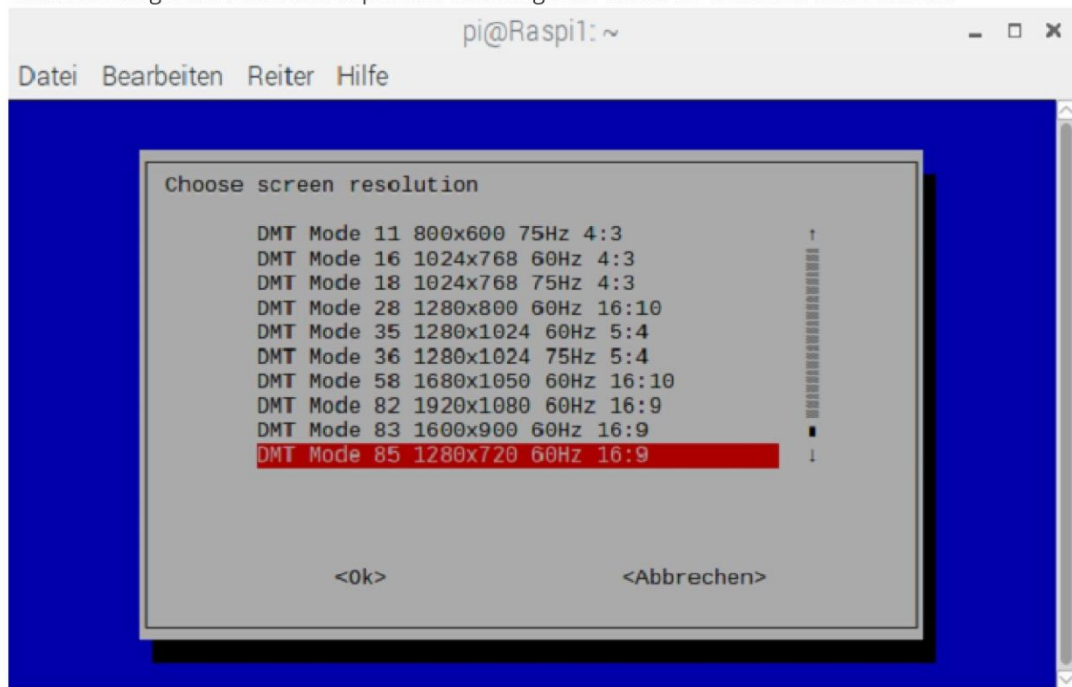 pi@Raspi1: ~
Datei Bearbeiten Reiter Hilfe
Choose screen resolution
DMT Mode 11 800x600 75Hz 4:3
DMT Mode 16 1024x768 60Hz 4:3
DMT Mode 18 1024x768 75Hz 4:3
DMT Mode 28 1280x800 60Hz 16:10
DMT Mode 35 1280x1024 60Hz 5:4
DMT Mode 36 1280x1024 75Hz 5:4
DMT Mode 58 1680x1050 60Hz 16:10
DMT Mode 82 1920x1080 60Hz 16:9
DMT Mode 83 1600x900 60Hz 16:9
DMT Mode 85 1280x720 60Hz 16:9
<Ok> <Abbrechen>